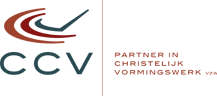 CCV
PARTNER IN
CHRISTELIJK
VORMINGSWERK vzw